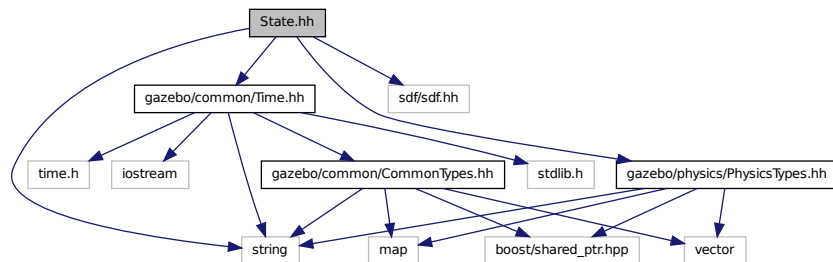 State.hh
gazebo/common/Time.hh
sdf/sdf.hh
time.h
iostream
gazebo/common/CommonTypes.hh
stdlib.h
gazebo/physics/PhysicsTypes.hh
string
map
boost/shared_ptr.hpp
vector